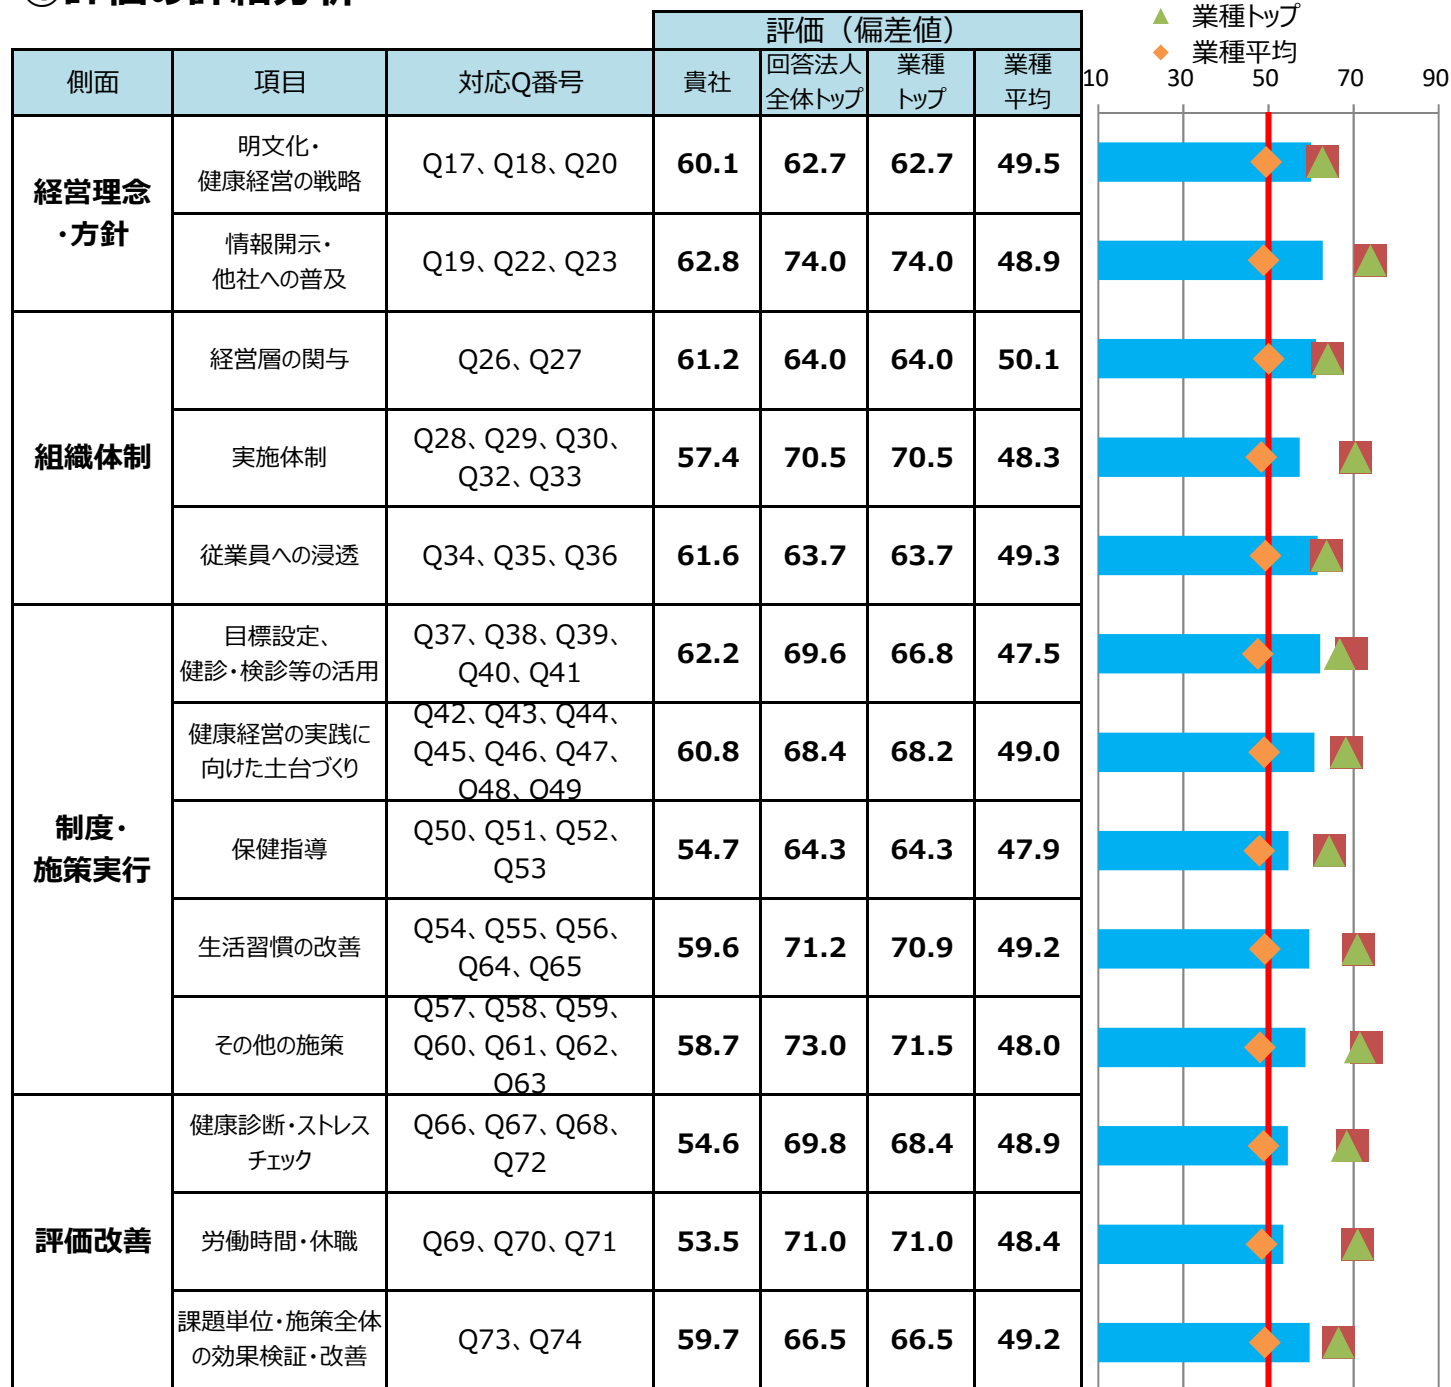 評価（偏差値）
側面 項目 対応Q番号 貴社 回答法人 業種 業種
全体トップ トップ 平均
▲ 業種トップ
◆ 業種平均
10 30 50 70 90
経営理念
・方針
明文化・
健康経営の戦略
Q17、Q18、Q20 60.1 62.7 62.7 49.5
情報開示・
他社への普及
Q19、Q22、Q23 62.8 74.0 74.0 48.9
組織体制
経営層の関与 Q26、Q27 61.2 64.0 64.0 50.1
実施体制
Q28、Q29、Q30、
Q32、Q33
57.4 70.5 70.5 48.3
従業員への浸透 Q34、Q35、Q36 61.6 63.7 63.7 49.3
制度・
施策実行
目標設定、
健診・検診等の活用
Q37、Q38、Q39、
Q40、Q41
62.2 69.6 66.8 47.5
健康経営の実践に
向けた土台づくり
Q42、Q43、Q44、
Q45、Q46、Q47、
Q48、Q49
60.8 68.4 68.2 49.0
保健指導
Q50、Q51、Q52、
Q53
54.7 64.3 64.3 47.9
生活習慣の改善
Q54、Q55、Q56、
Q64、Q65
59.6 71.2 70.9 49.2
その他の施策
Q57、Q58、Q59、
Q60、Q61、Q62、
Q63
58.7 73.0 71.5 48.0
評価改善
健康診断・ストレス
チェック
Q66、Q67、Q68、
Q72
54.6 69.8 68.4 48.9
労働時間・休職 Q69、Q70、Q71 53.5 71.0 71.0 48.4
課題単位・施策全体
の効果検証・改善
Q73、Q74 59.7 66.5 66.5 49.2